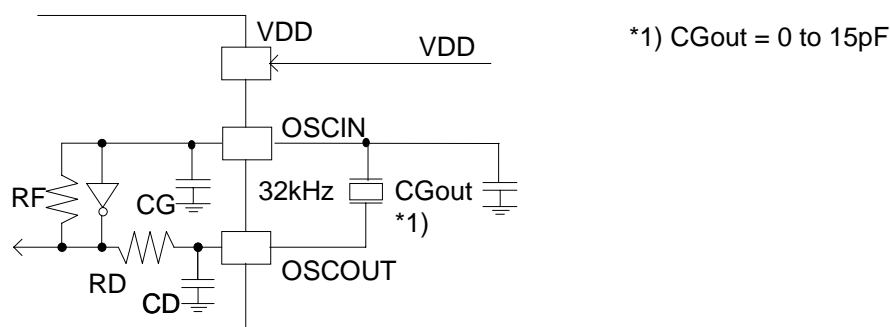 VDD
VDD
*1) CGout = 0 to 15pF
OSCIN
RF
CG
32kHz
CGout
*1)
RD
CD
OSCOUT